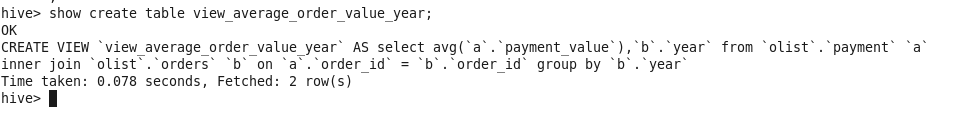 hive> show create table view_average_order_value_year;
OK
CREATE VIEW `view_average_order_value_year` AS select avg(`a`.`payment_value`),`b`.`year` from `olist`.`payment` `a`
inner join `olist`.`orders` `b` on `a`.`order_id` = `b`.`order_id` group by `b`.`year`
Time taken: 0.078 seconds, Fetched: 2 row(s)
hive>